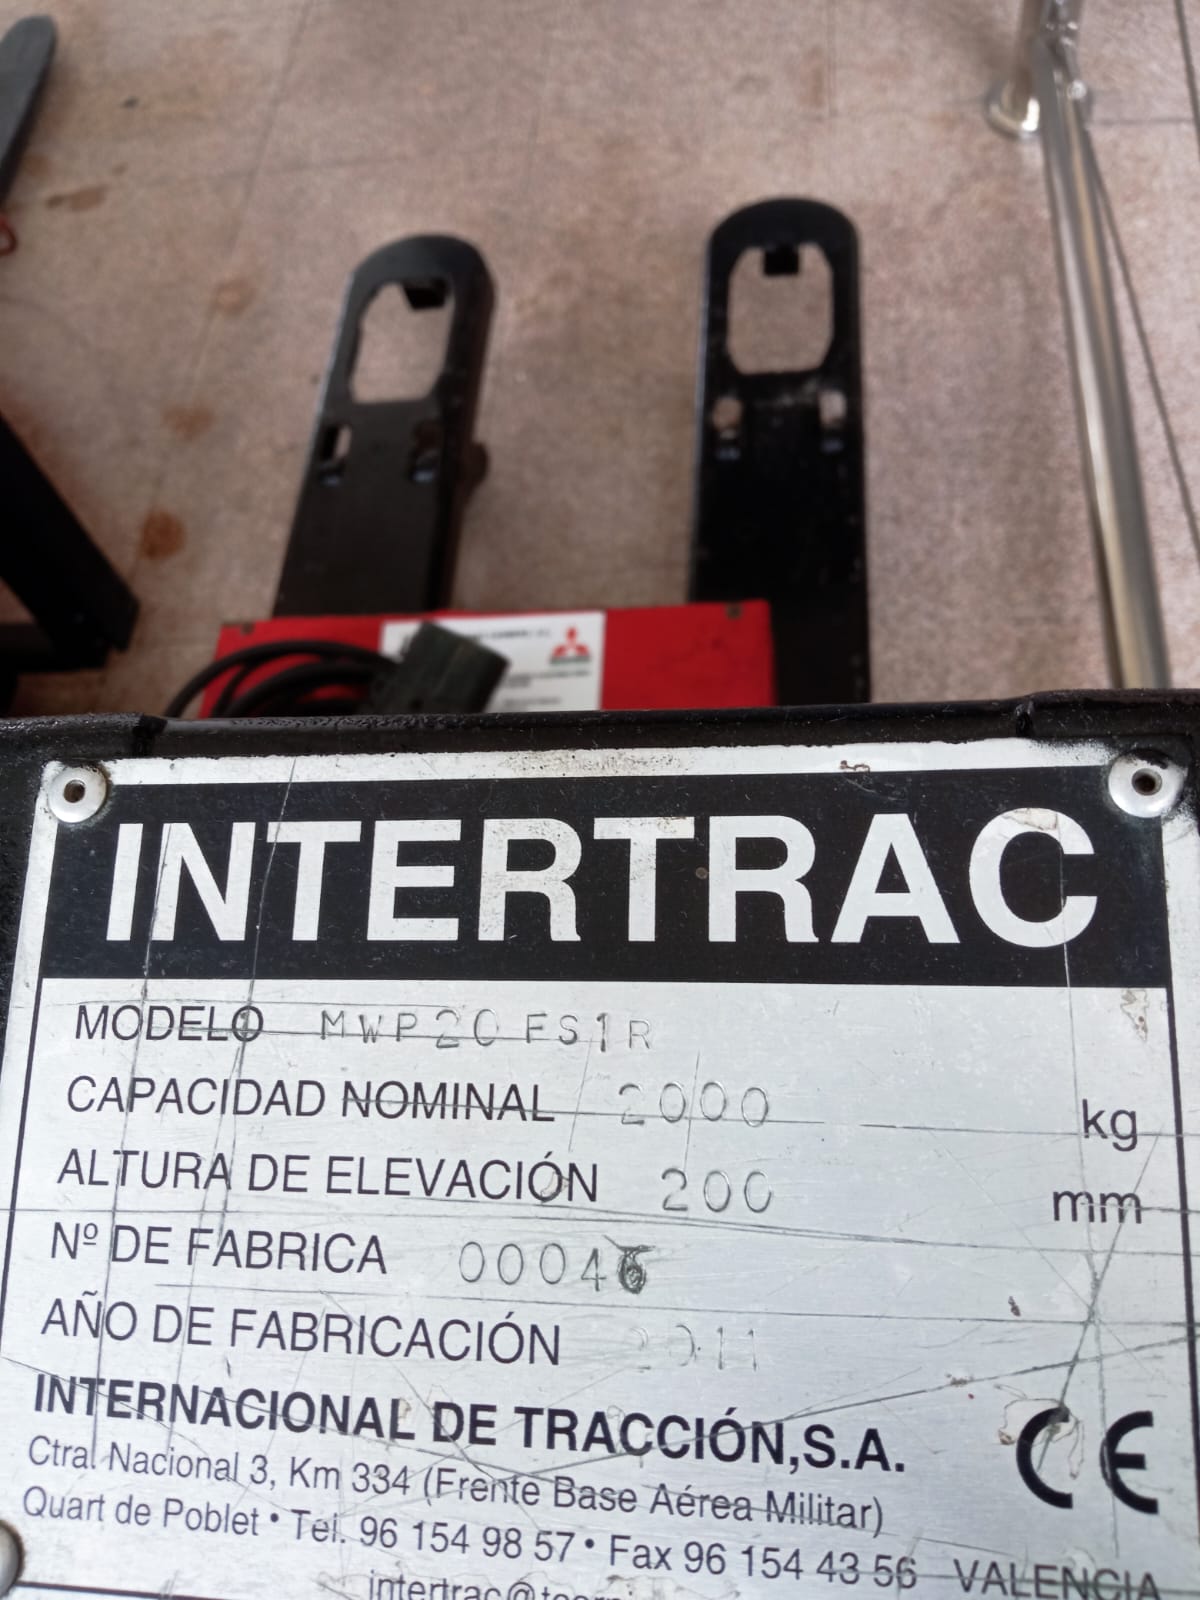 INTERTRAC
MODELO MWP20FS1R
CAPACIDAD NOMINAL 2000 kg
ALTURA DE ELEVACIÓN 200 mm
Nº DE FABRICA 00046
AÑO DE FABRICACIÓN 2011
INTERNACIONAL DE TRACCIÓN,S.A.
Ctra. Nacional 3, Km 334 (Frente Base Aérea Militar)
Quart de Poblet • Tel. 96 154 98 57 • Fax 96 154 43 56 VALENCIA
CE